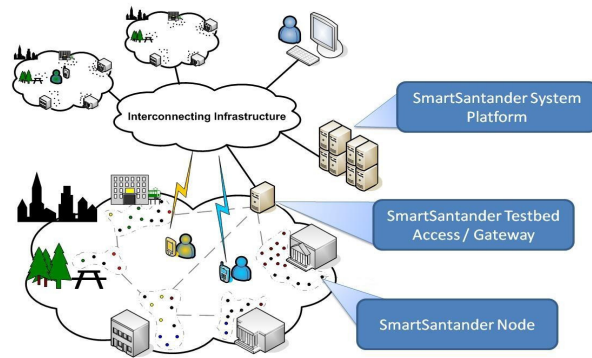 SmartSantander System
Platform
Interconnecting Infrastructure
SmartSantander Testbed
Access / Gateway
SmartSantander Node